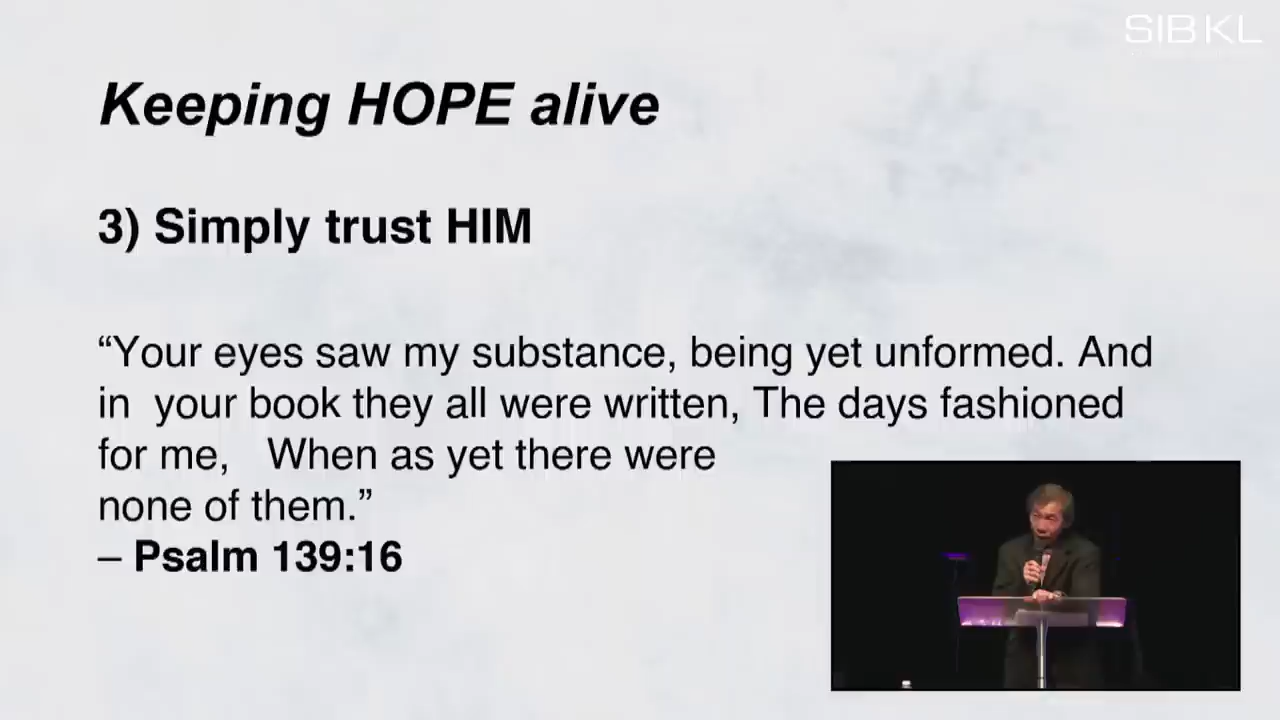 SIBKL
Keeping HOPE alive
3) Simply trust HIM
“Your eyes saw my substance, being yet unformed. And
in  your book they all were written, The days fashioned
for me,   When as yet there were
none of them.”
– Psalm 139:16